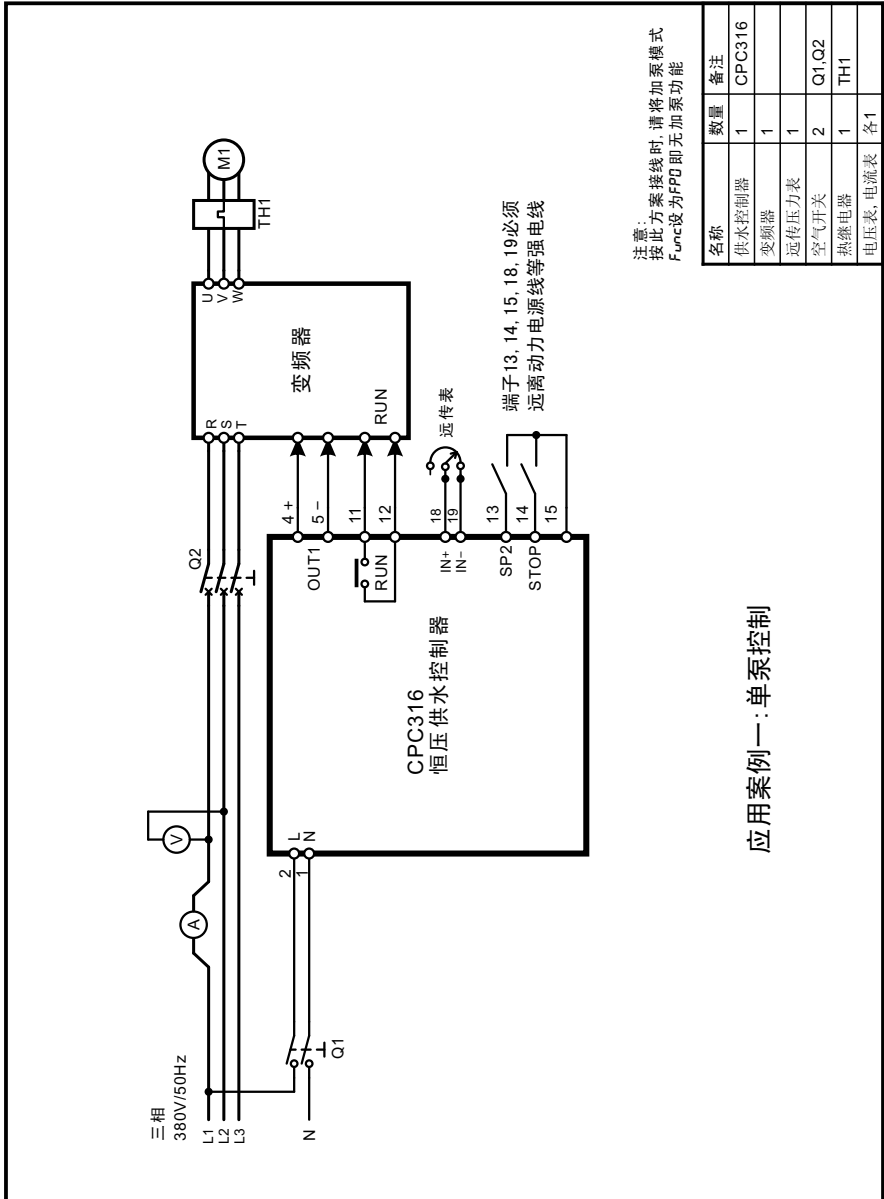 三相
380V/50Hz
L1
L2
L3
N
A
V
Q1
Q2
R
S
T
变频器
U
V
W
TH1
M1
RUN
2
1
L
N
CPC316
恒压供水控制器
OUT1
RUN
IN+
IN−
SP2
STOP
4 +
5 −
11
12
18
19
13
14
15
远传表
端子13,14,15,18,19必须
远离动力电源线等强电线
注意:
按此方案接线时,请将加泵模式
Func设为FP0即无加泵功能
应用案例一:单泵控制
名称 数量 备注
供水控制器 1 CPC316
变频器 1
远传压力表 1
空气开关 2 Q1,Q2
热继电器 1 TH1
电压表,电流表 各1